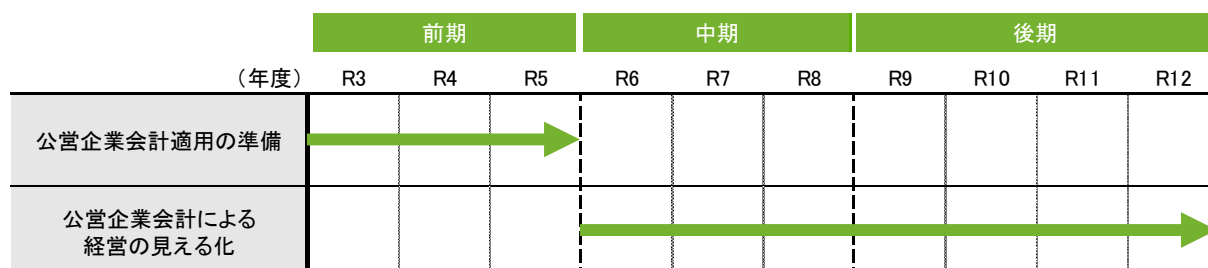 前期 中期 後期
(年度) R3 R4 R5 R6 R7 R8 R9 R10 R11 R12
公営企業会計適用の準備
公営企業会計による
経営の見える化